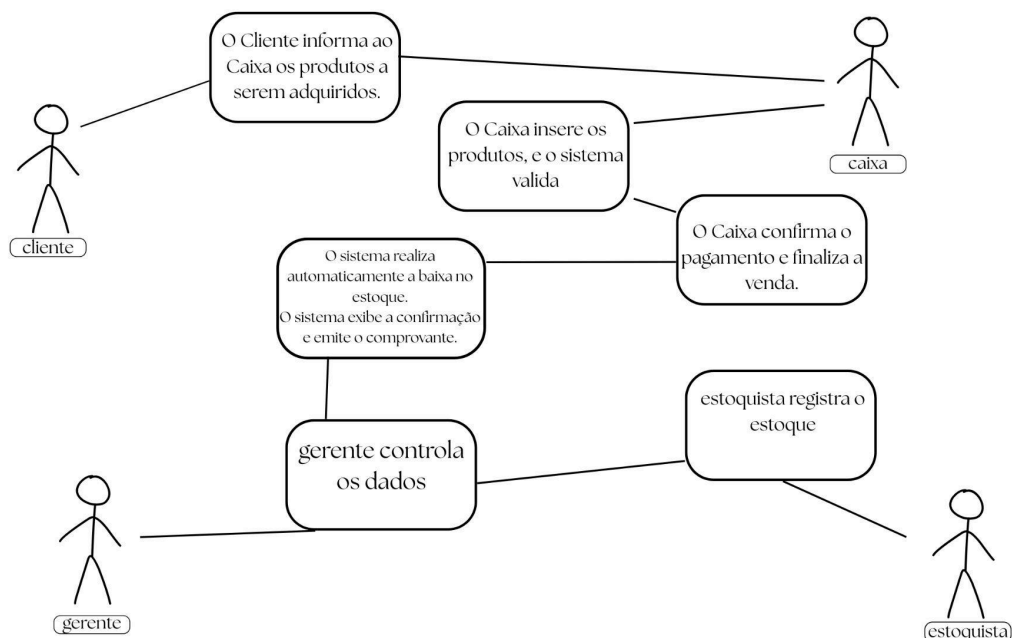 O Cliente informa ao
Caixa os produtos a
serem adquiridos.
O Caixa insere os
produtos, e o sistema
valida
caixa
cliente
O Caixa confirma o
pagamento e finaliza a
venda.
O sistema realiza
automaticamente a baixa no
estoque.
O sistema exibe a confirmação
e emite o comprovante.
estoquista registra o
estoque
gerente controla
os dados
gerente
estoquista